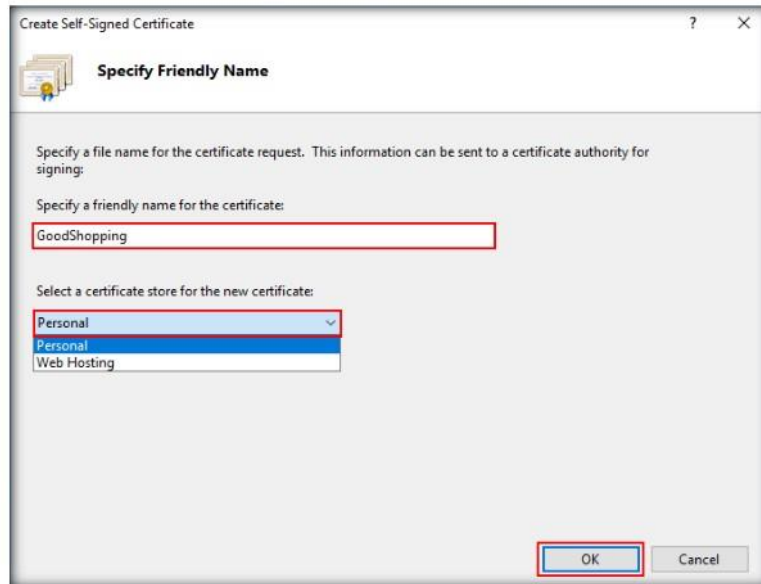 Create Self-Signed Certificate
?
Specify Friendly Name
Specify a file name for the certificate request. This information can be sent to a certificate authority for
signing:
Specify a friendly name for the certificate:
GoodShopping
Select a certificate store for the new certificate:
Personal
Personal
Web Hosting
OK
Cancel